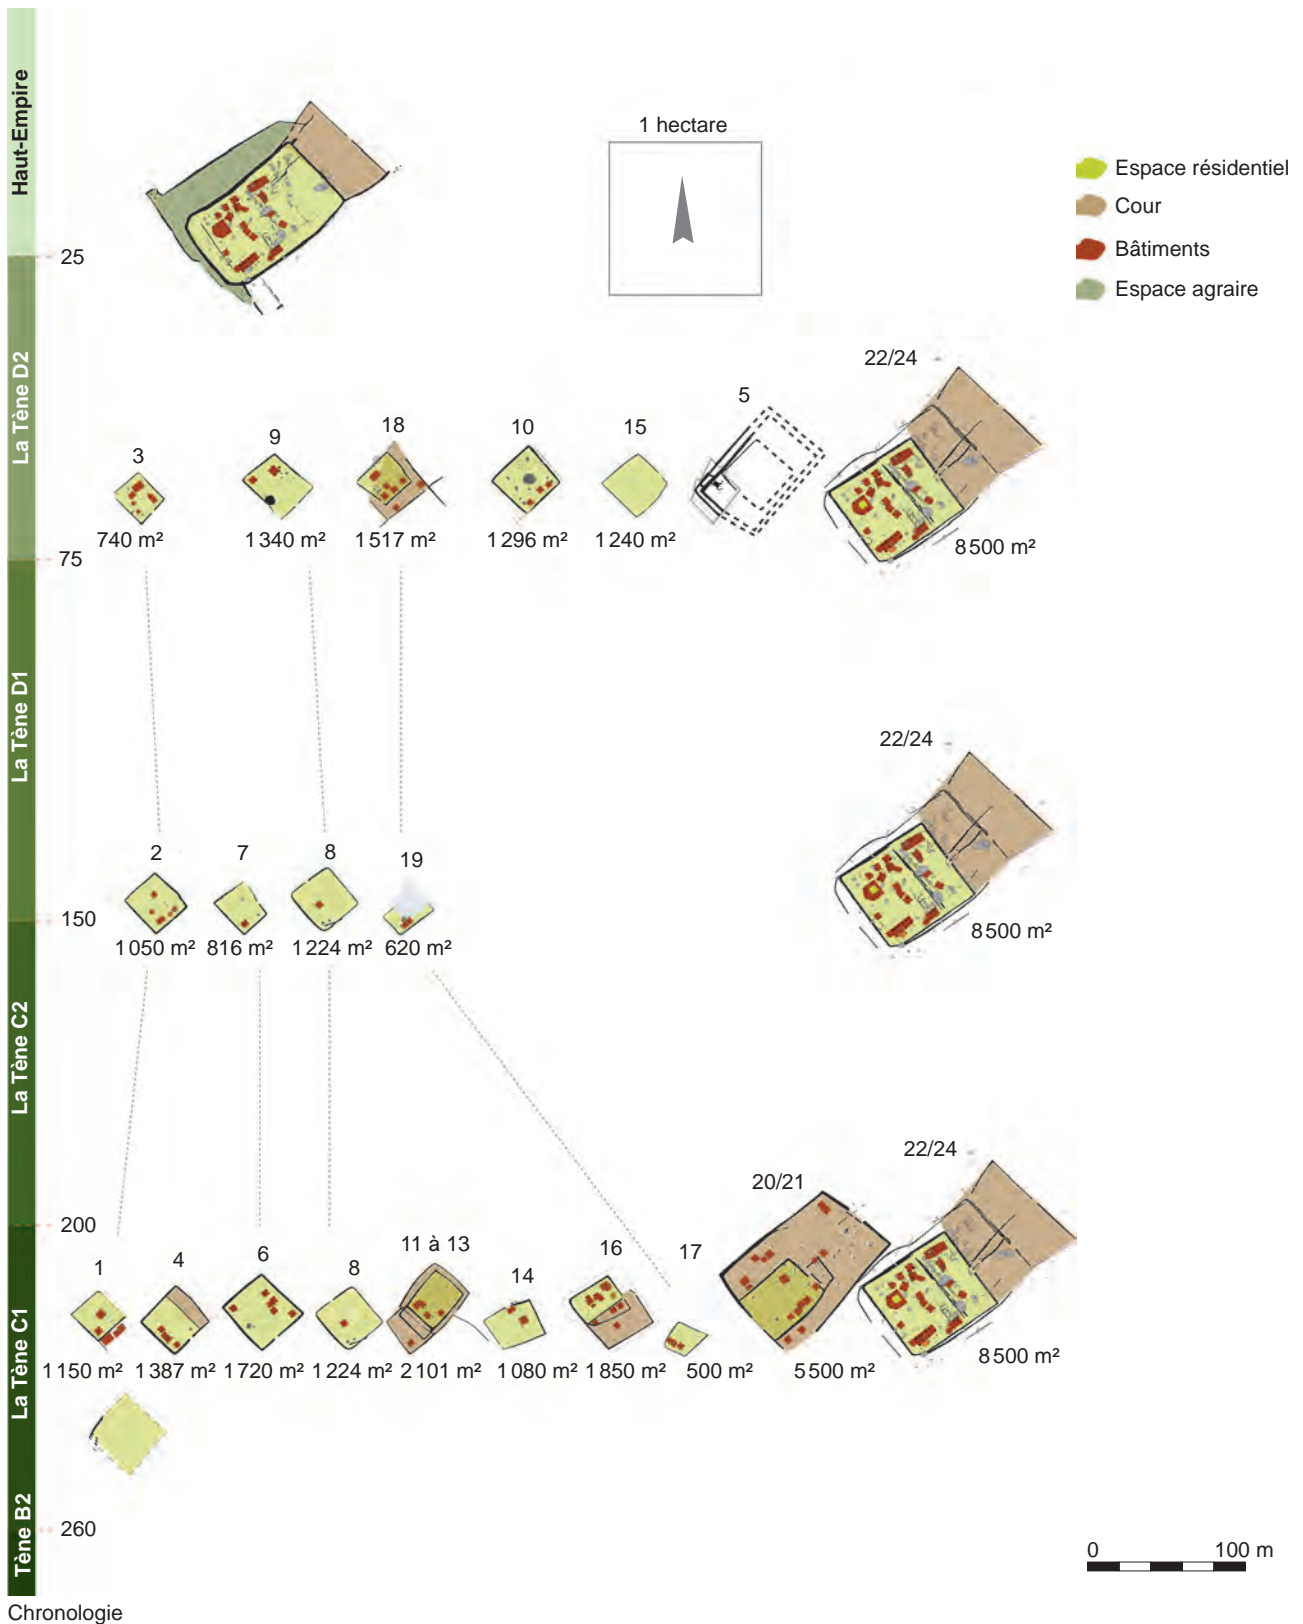 Haut-Empire
1 hectare
Espace résidentiel
Cour
Bâtiments
Espace agraire
25
La Tène D2
22/24
3
9
18
10
15
5
740 m²
1 340 m²
1 517 m²
1 296 m²
1 240 m²
8 500 m²
75
La Tène D1
22/24
2
7
8
19
150
1 050 m²
816 m²
1 224 m²
620 m²
8 500 m²
La Tène C2
22/24
20/21
200
La Tène C1
1
4
6
8
11 à 13
14
16
17
1 150 m²
1 387 m²
1 720 m²
1 224 m²
2 101 m²
1 080 m²
1 850 m²
500 m²
5 500 m²
8 500 m²
260
Tène B2
0 100 m
Chronologie